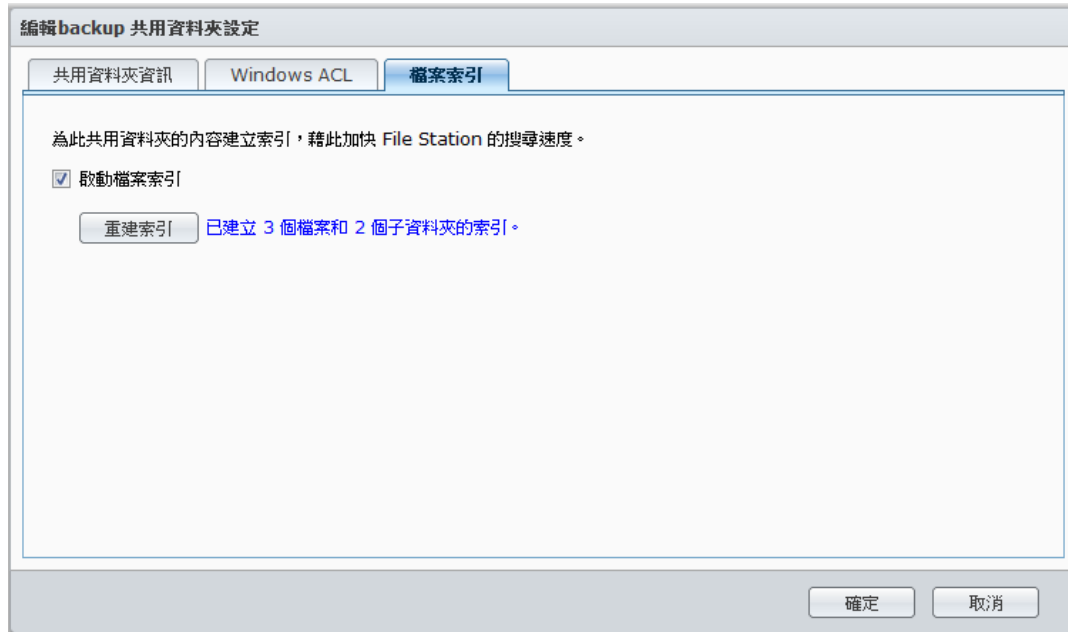 編輯backup 共用資料夾設定
共用資料夾資訊 Windows ACL 檔案索引
為此共用資料夾的內容建立索引，藉此加快 File Station 的搜尋速度。
啟動檔案索引
重建索引 已建立 3 個檔案和 2 個子資料夾的索引。
確定 取消